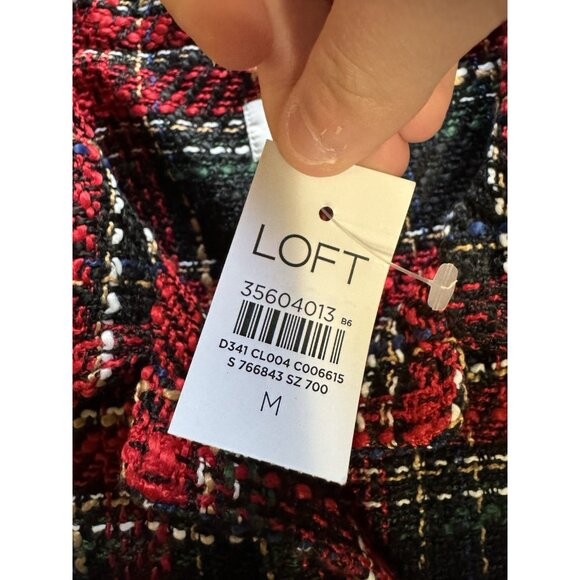 LOFT
35604013 B6
D341 CL004 C006615
S 766843 SZ 700
M